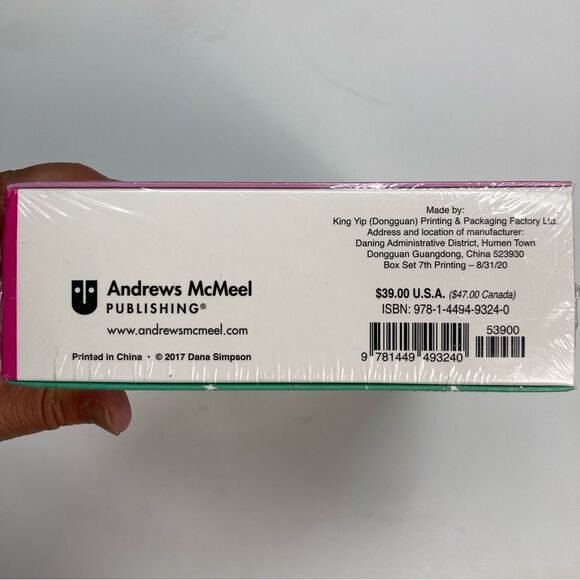 Made by:
King Yip (Dongguan) Printing & Packaging Factory Ltd.
Address and location of manufacturer:
Daning Administrative District, Humen Town
Dongguan Guangdong, China 523930
Box Set 7th Printing – 8/31/20
Andrews McMeel
PUBLISHING®
www.andrewsmcmeel.com
$39.00 U.S.A. ($47.00 Canada)
ISBN: 978-1-4494-9324-0
53900
9 781449 493240
Printed in China • © 2017 Dana Simpson